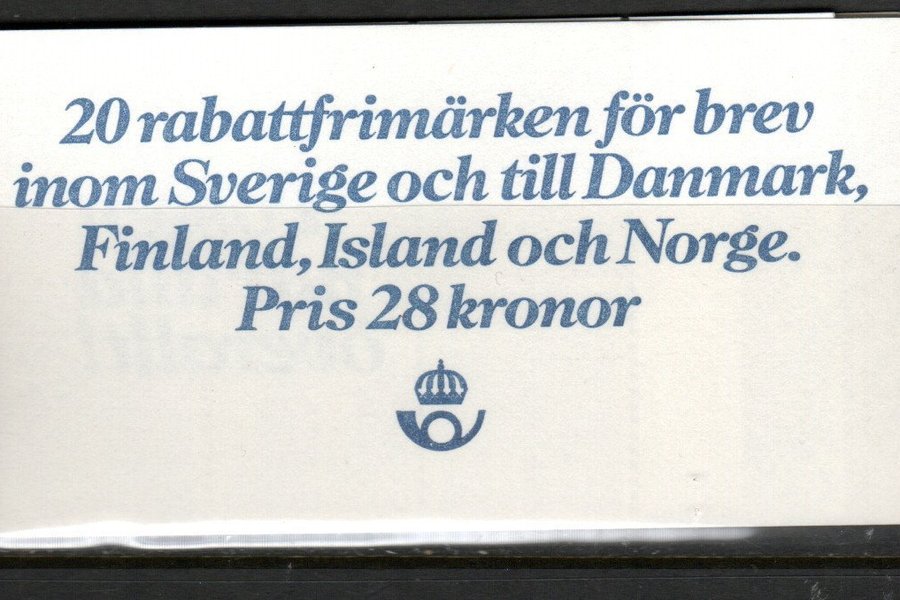 20 rabattfrimärken för brev
inom Sverige och till Danmark,
Finland, Island och Norge.
Pris 28 kronor